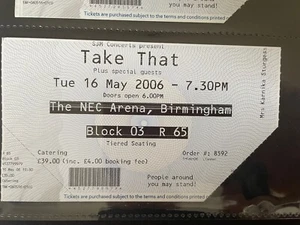 you may stand!
Tickets are purchased subject to the terms and conditions printed
SJM Concerts present
Take That
Plus special guests
Tue 16 May 2006 - 7.30PM
Doors open 6.00PM
The NEC Arena, Birmingham
Block 03 R 65
Tiered Seating
Catering
Order #: 8592
£39.00 (inc. £4.00 booking fee)
Tickets are purchased subject to the terms and conditions printed
you may stand!